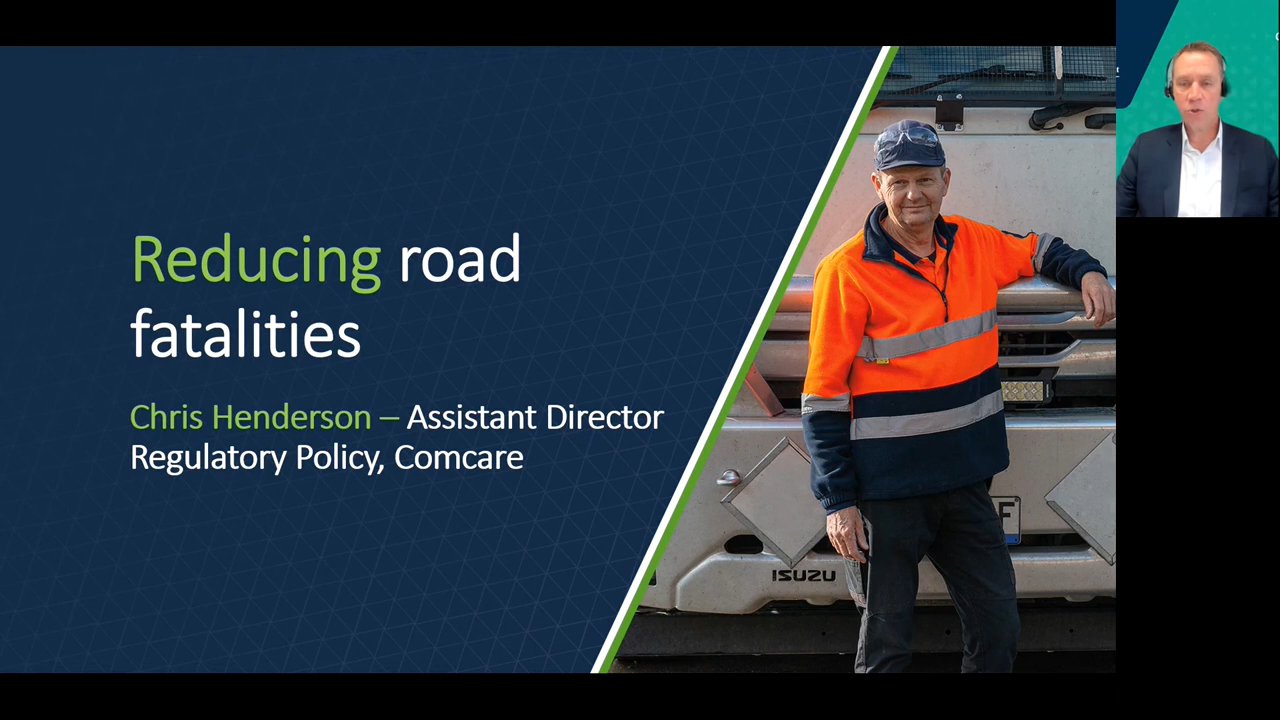 Reducing road
fatalities
Chris Henderson – Assistant Director
Regulatory Policy, Comcare
ISUZU
F